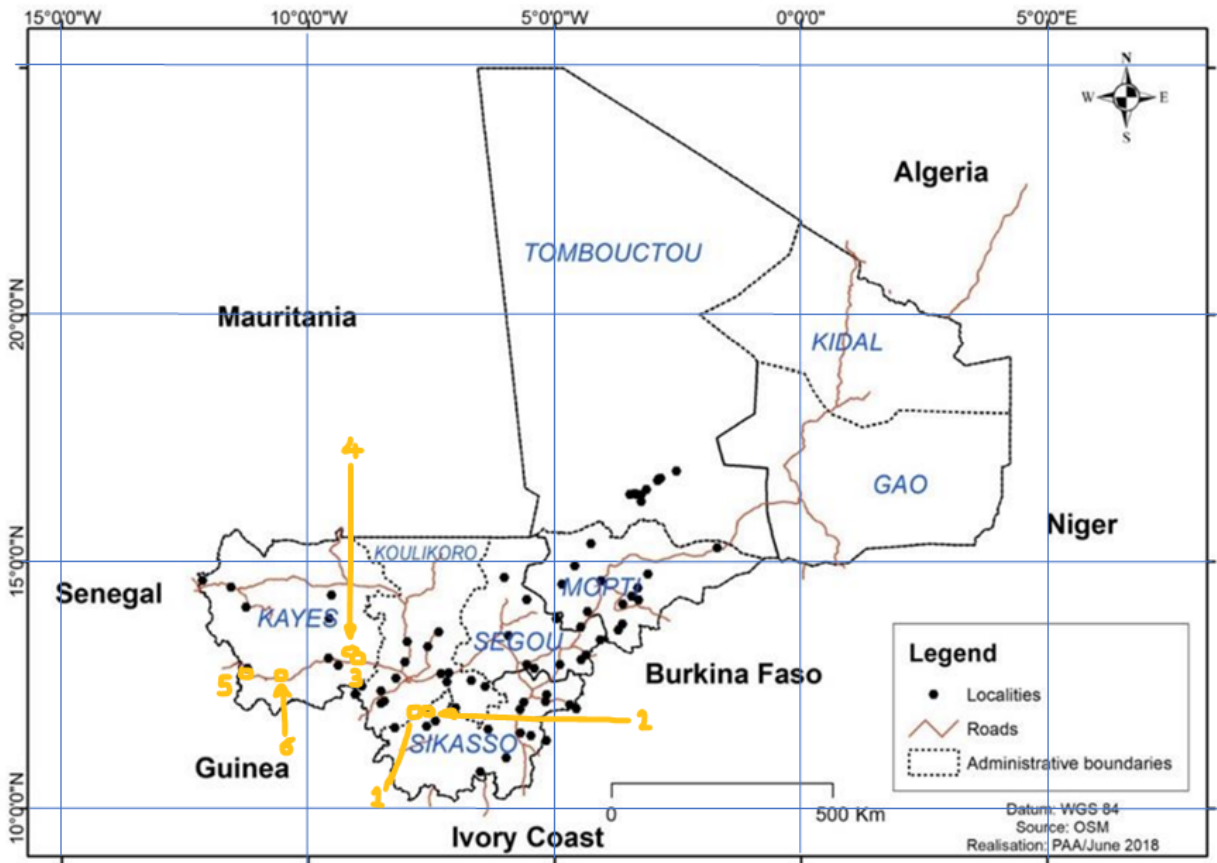 15°0'0"W 10°0'0"W 5°0'0"W 0°0'0" 5°0'0"E
N
W E
S
Algeria
TOMBOUCTOU
20°0'0"N
Mauritania
KIDAL
4
GAO
Niger
15°0'0"N
KOULIKORO
Senegal
MOPTI
KAYES
SEGOU
Burkina Faso
5
3
2
SIKASSO
6
Guinea
1
10°0'0"N
Ivory Coast
0 500 Km
Legend
Localities
Roads
Administrative boundaries
Datum: WGS 84
Source: OSM
Realisation: PAA/June 2018